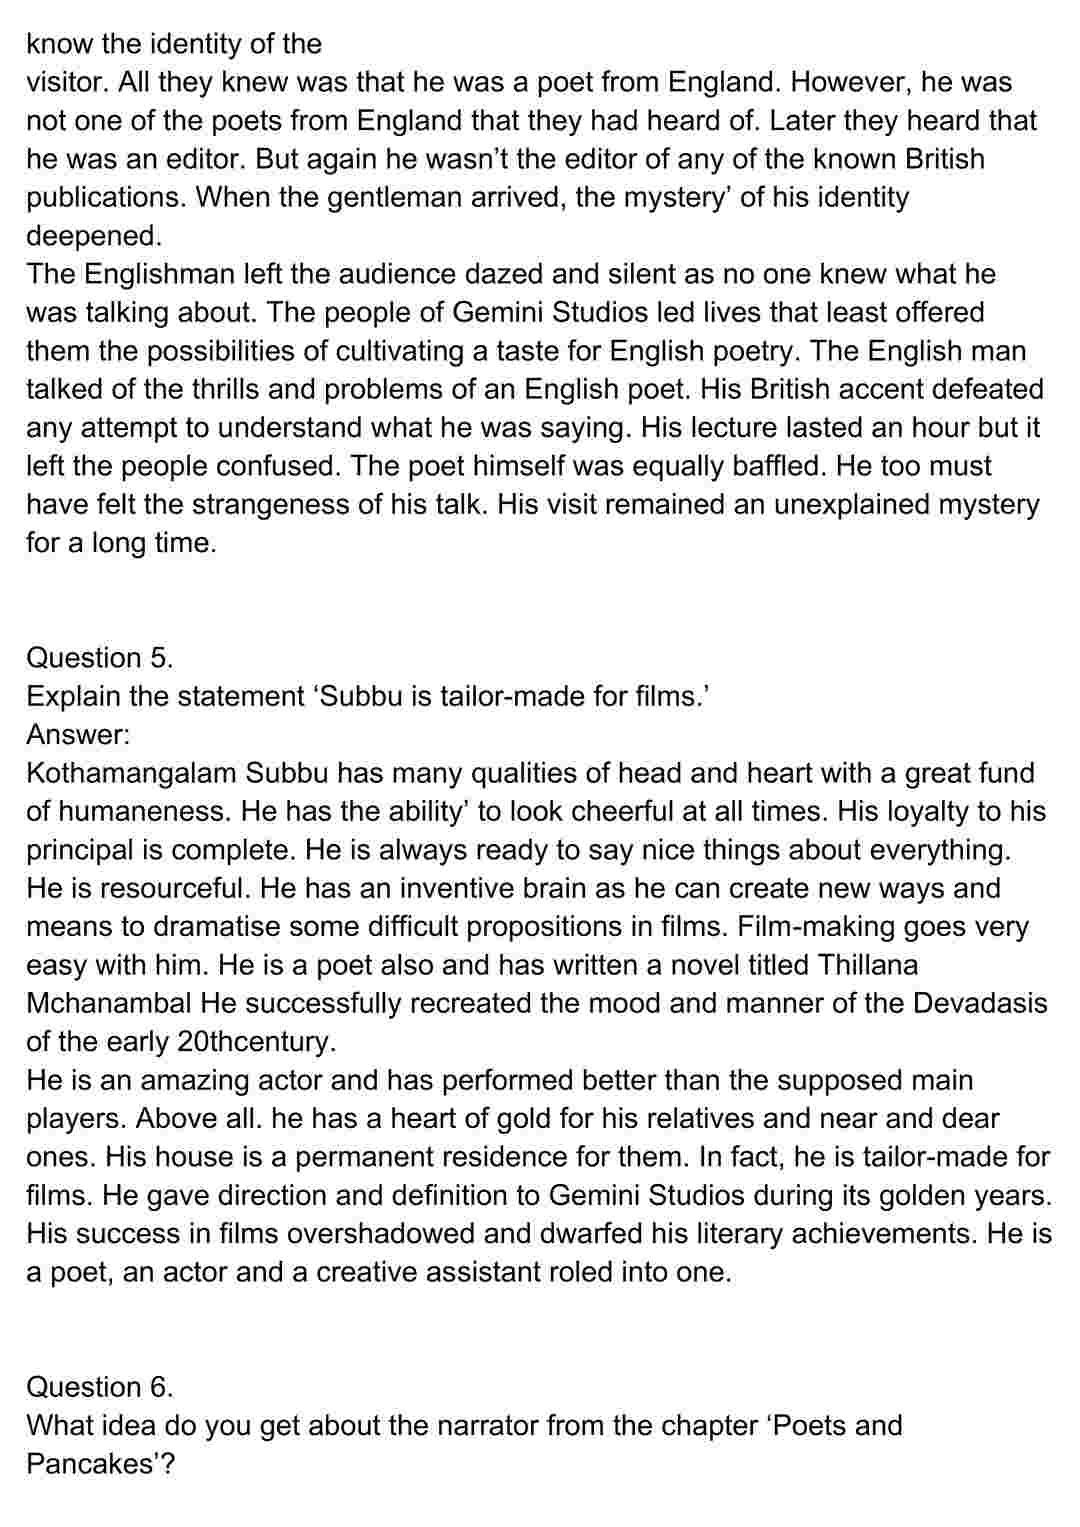 know the identity of the
visitor. All they knew was that he was a poet from England. However, he was
not one of the poets from England that they had heard of. Later they heard that
he was an editor. But again he wasn’t the editor of any of the known British
publications. When the gentleman arrived, the mystery’ of his identity
deepened.
The Englishman left the audience dazed and silent as no one knew what he
was talking about. The people of Gemini Studios led lives that least offered
them the possibilities of cultivating a taste for English poetry. The English man
talked of the thrills and problems of an English poet. His British accent defeated
any attempt to understand what he was saying. His lecture lasted an hour but it
left the people confused. The poet himself was equally baffled. He too must
have felt the strangeness of his talk. His visit remained an unexplained mystery
for a long time.
Question 5.
Explain the statement ‘Subbu is tailor-made for films.’
Answer:
Kothamangalam Subbu has many qualities of head and heart with a great fund
of humaneness. He has the ability’ to look cheerful at all times. His loyalty to his
principal is complete. He is always ready to say nice things about everything.
He is resourceful. He has an inventive brain as he can create new ways and
means to dramatise some difficult propositions in films. Film-making goes very
easy with him. He is a poet also and has written a novel titled Thillana
Mchanambal He successfully recreated the mood and manner of the Devadasis
of the early 20thcentury.
He is an amazing actor and has performed better than the supposed main
players. Above all. he has a heart of gold for his relatives and near and dear
ones. His house is a permanent residence for them. In fact, he is tailor-made for
films. He gave direction and definition to Gemini Studios during its golden years.
His success in films overshadowed and dwarfed his literary achievements. He is
a poet, an actor and a creative assistant roled into one.
Question 6.
What idea do you get about the narrator from the chapter ‘Poets and
Pancakes’?